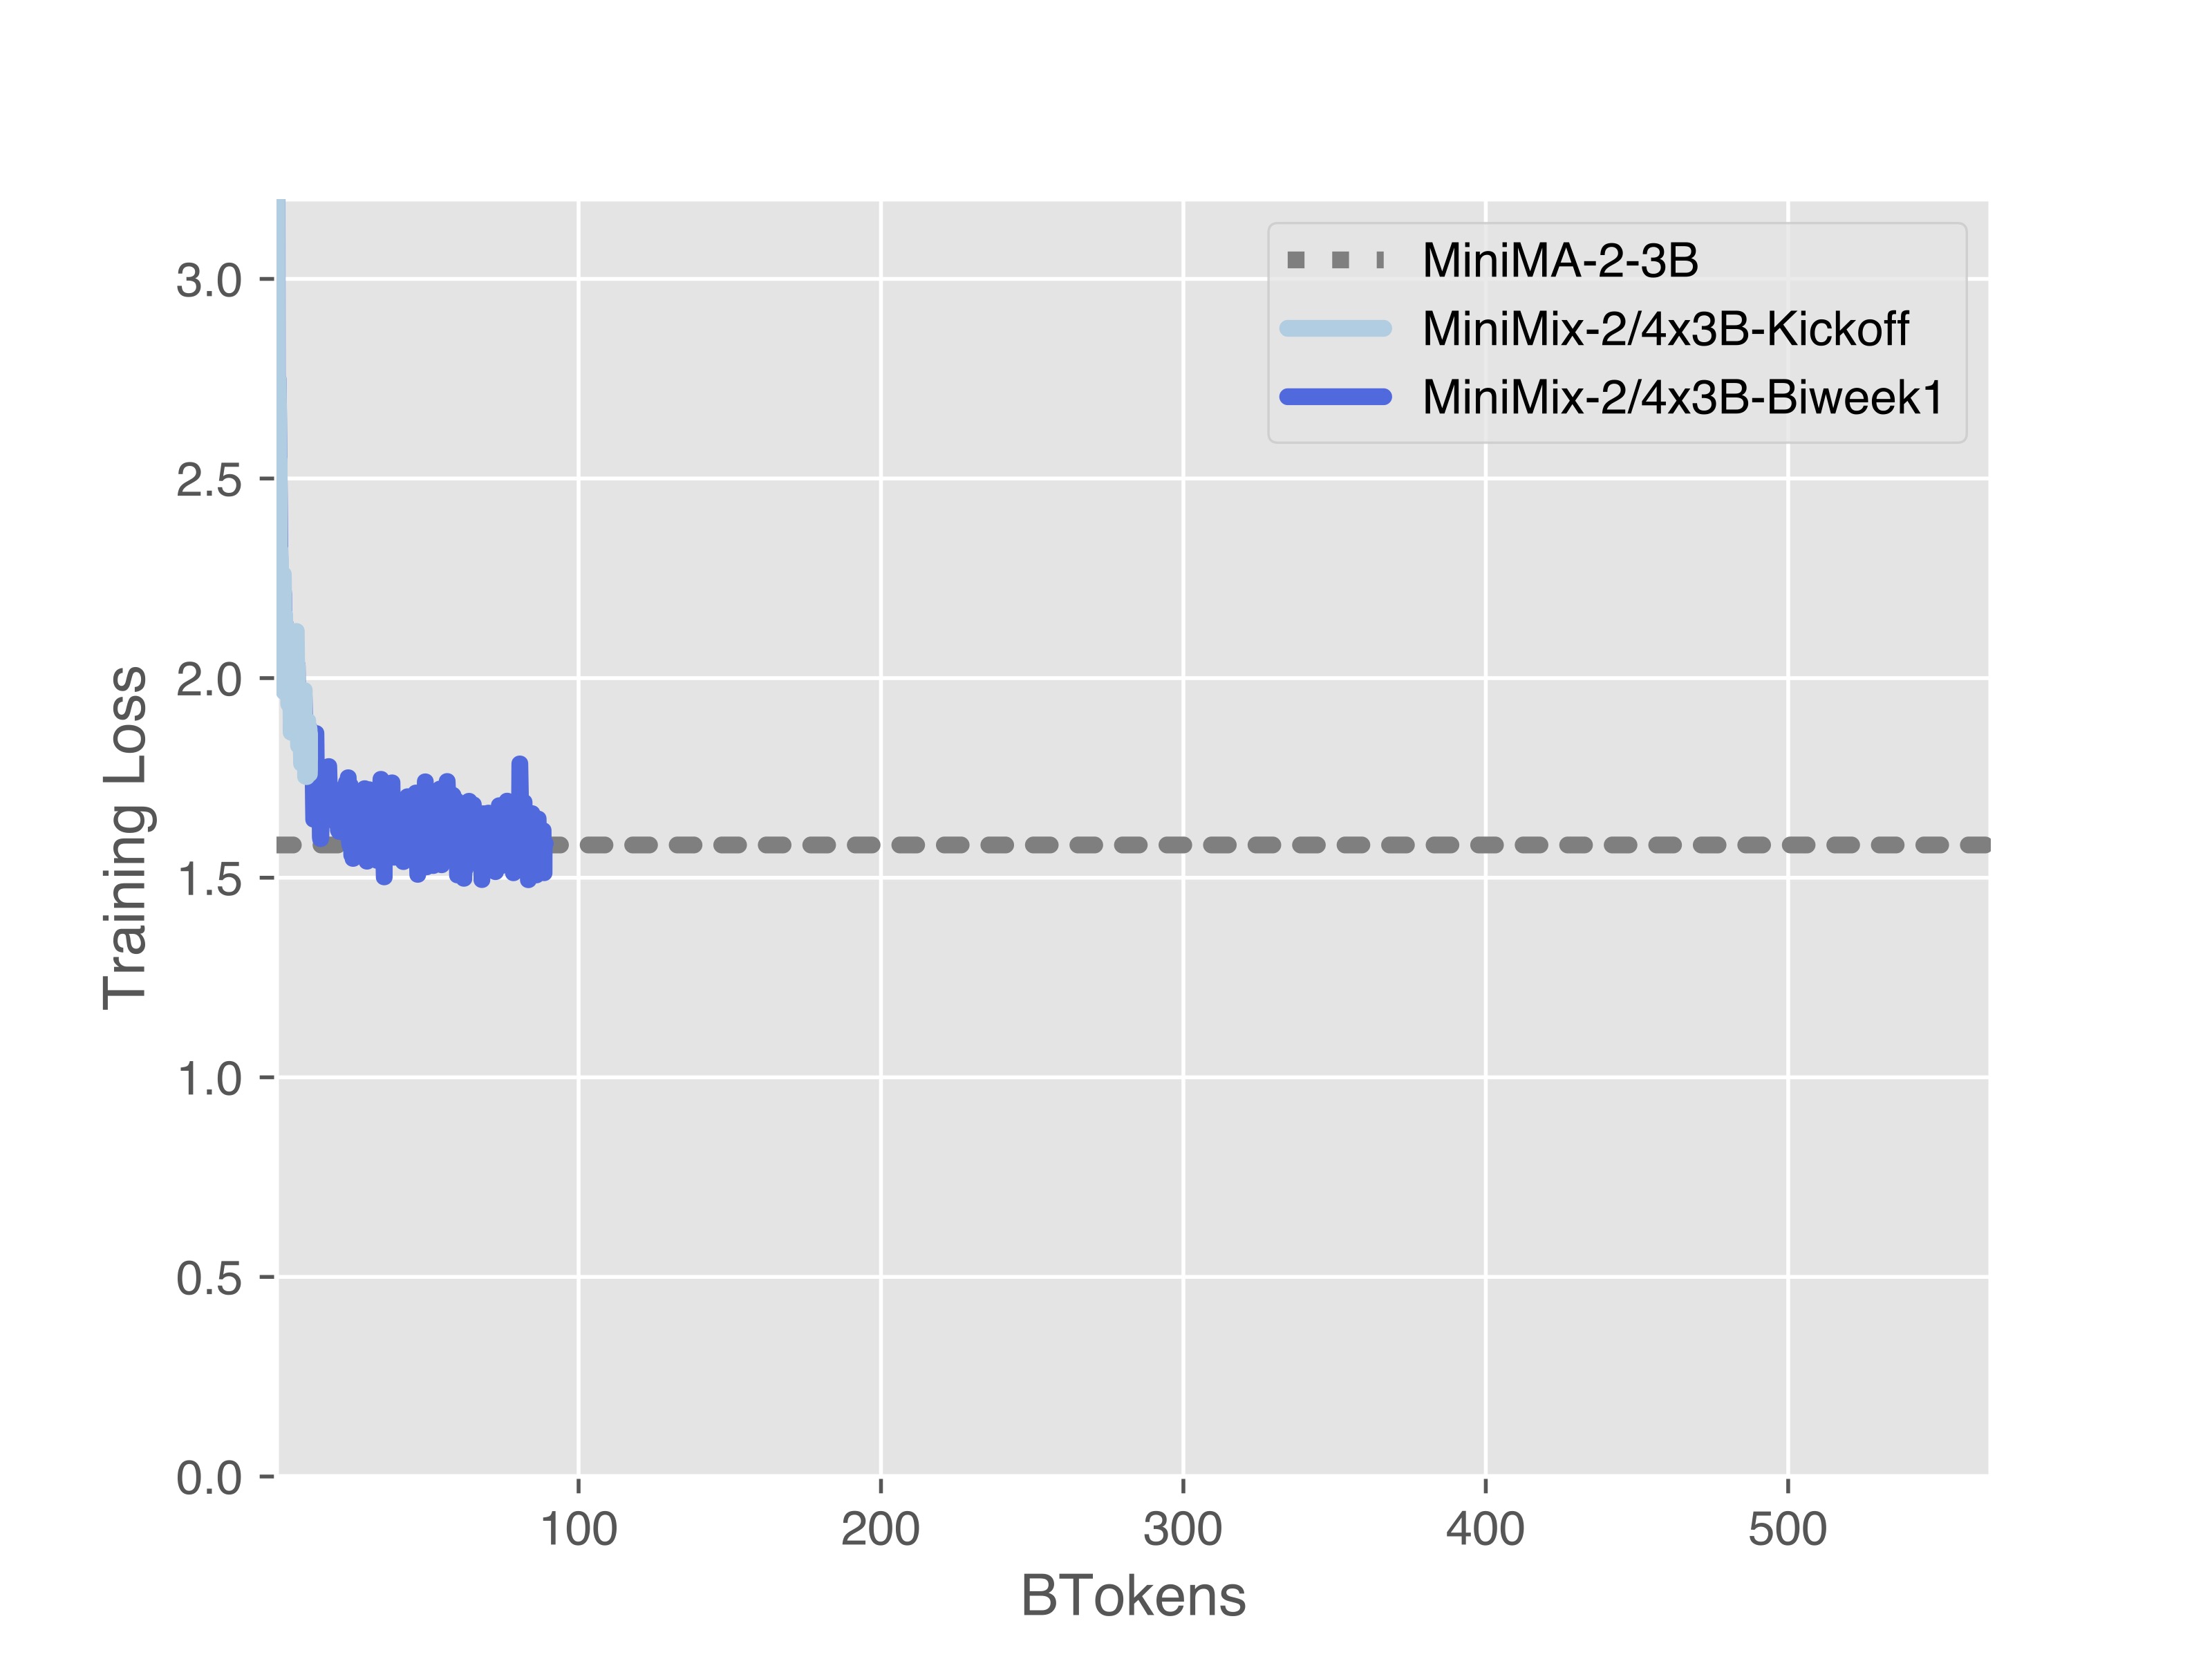 MiniMA-2-3B
MiniMix-2/4x3B-Kickoff
MiniMix-2/4x3B-Biweek1
Training Loss
3.0
2.5
2.0
1.5
1.0
0.5
0.0
100 200 300 400 500
BTokens